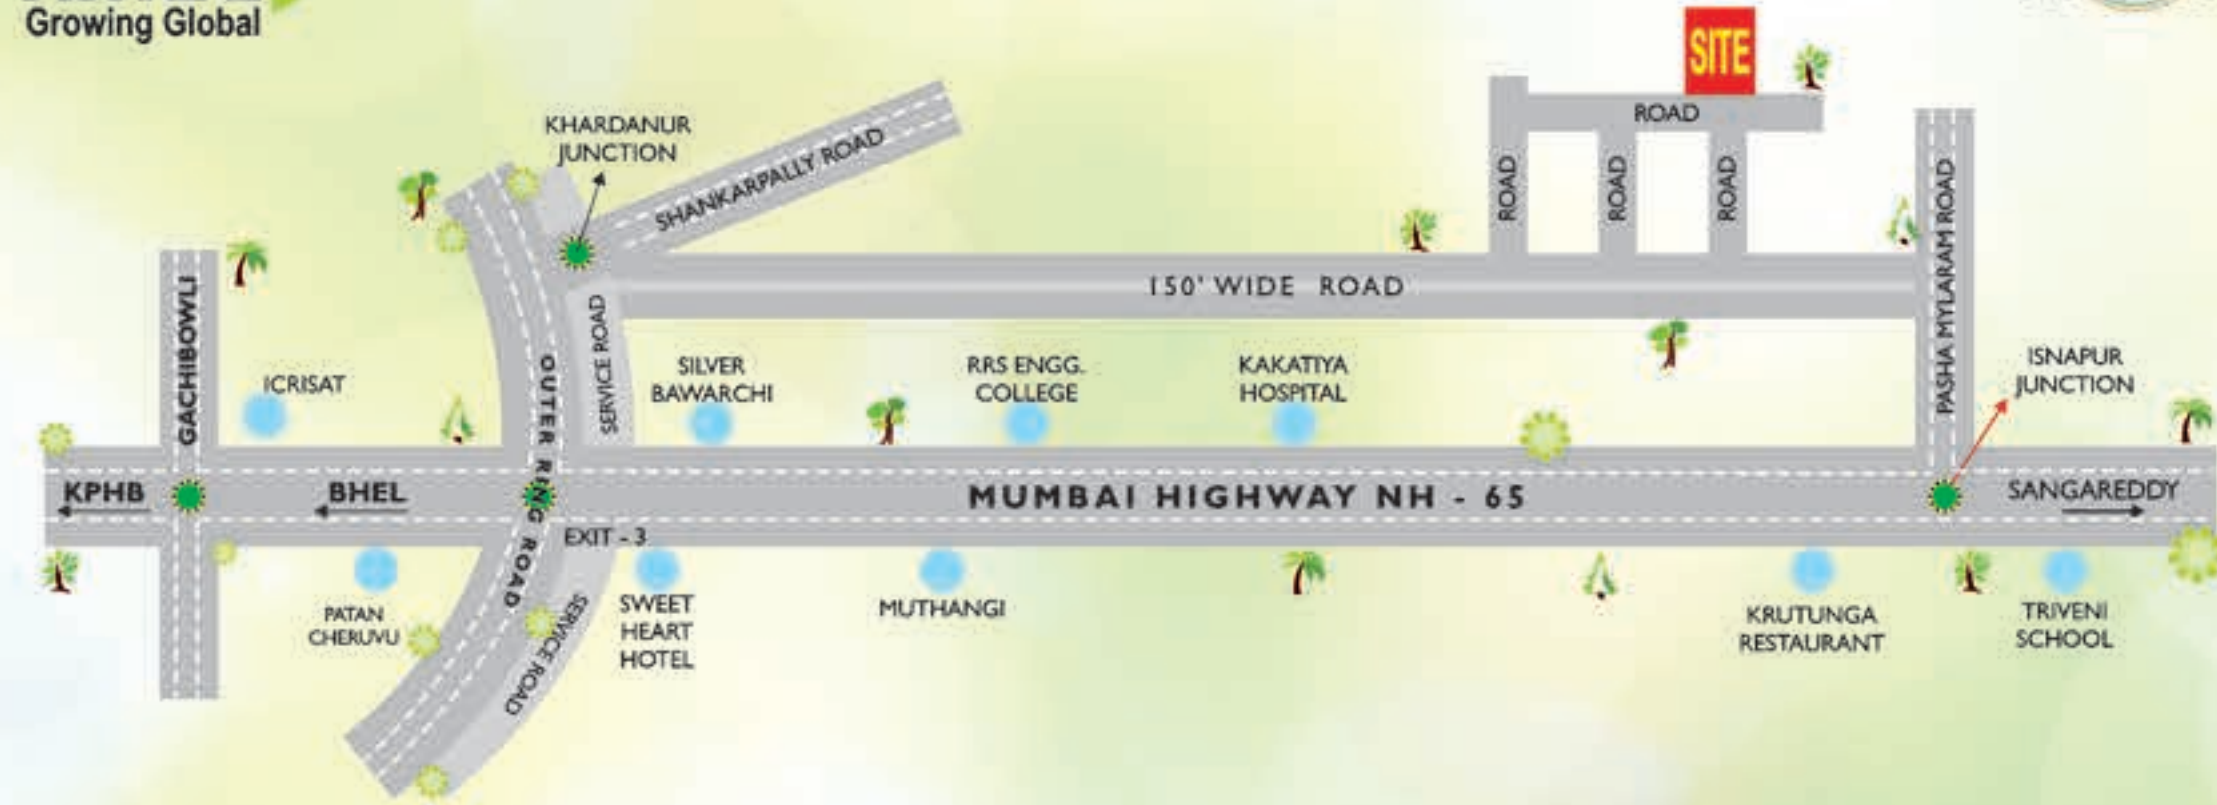 Growing Global
SITE
ROAD
KHARDANUR
JUNCTION
SHANKARPALLY ROAD
ROAD
ROAD
ROAD
PASHA MYLARAM ROAD
GACHIBOWLI
150' WIDE ROAD
SERVICE ROAD
OUTER RING ROAD
ICRISAT
SILVER
BAWARCHI
RRS ENGG.
COLLEGE
KAKATIYA
HOSPITAL
ISNAPUR
JUNCTION
KPHB
BHEL
MUMBAI HIGHWAY NH - 65
SANGAREDDY
EXIT - 3
PATAN
CHERUVU
SERVICE ROAD
SWEET
HEART
HOTEL
MUTHANGI
KRUTUNGA
RESTAURANT
TRIVENI
SCHOOL